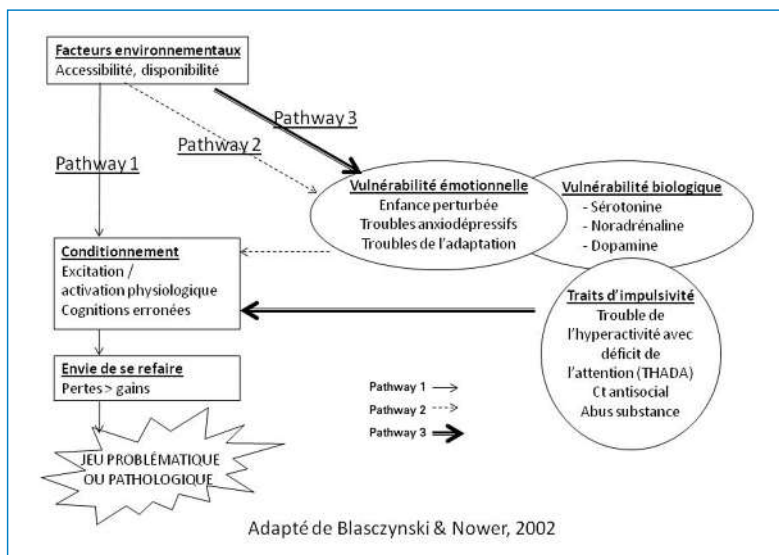 Facteurs environnementaux
Accessibilité, disponibilité
Pathway 3
Pathway 2
Pathway 1
Vulnérabilité émotionnelle
Enfance perturbée
Troubles anxiodépressifs
Troubles de l'adaptation
Vulnérabilité biologique
- Sérotonine
- Noradrénaline
- Dopamine
Conditionnement
Excitation /
activation physiologique
Cognitions erronées
Traits d'impulsivité
Trouble de
l'hyperactivité avec
déficit de
l'attention (THADA)
Ct antisocial
Abus substance
Envie de se refaire
Pertes > gains
Pathway 1
Pathway 2
Pathway 3
JEU PROBLÉMATIQUE
OU PATHOLOGIQUE
Adapté de Blasczynski & Nower, 2002